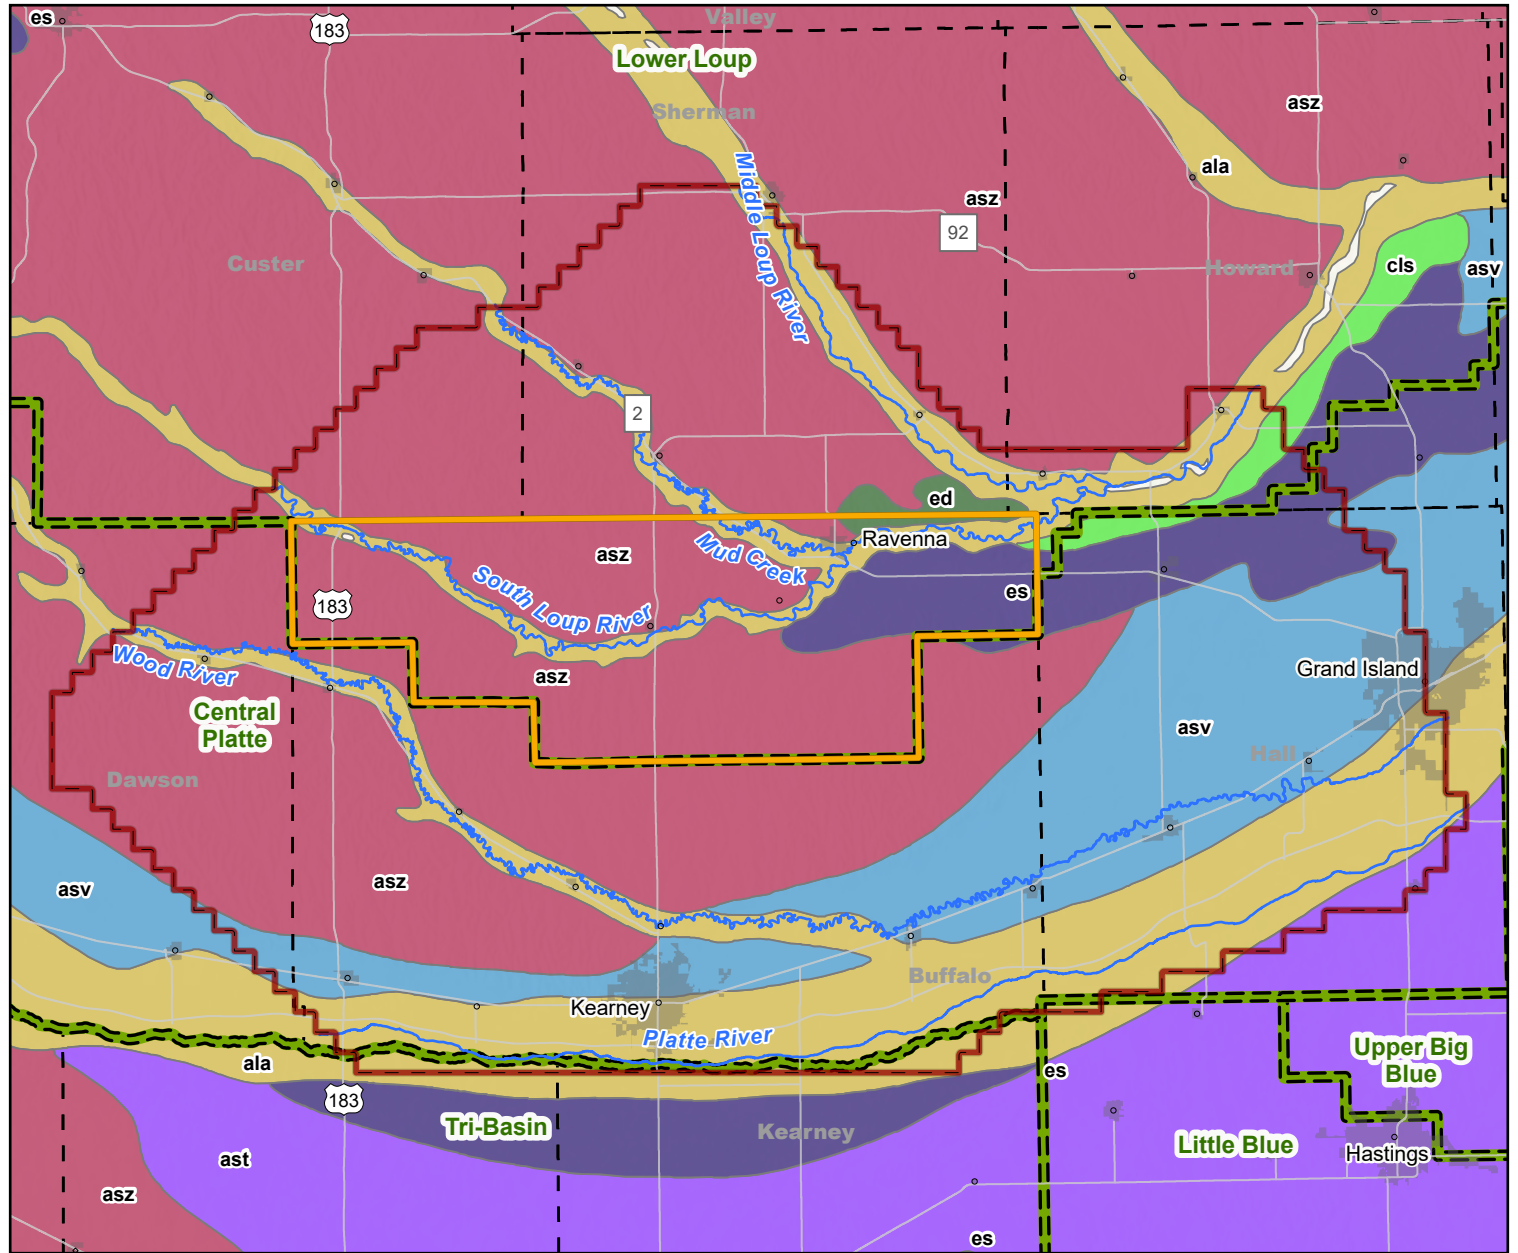 es
183
Valley
Lower Loup
Sherman
asz
ala
asz
Middle Loup River
92
Custer
Howard
cls
asv
2
ed
Ravenna
asz
Mud Creek
183
South Loup River
es
Wood River
asz
Grand Island
Central
Platte
asv
Hall
Dawson
asv
asz
Buffalo
Kearney
Platte River
ala
es
Upper Big
Blue
183
Tri-Basin
Kearney
Little Blue
Hastings
ast
asz
es